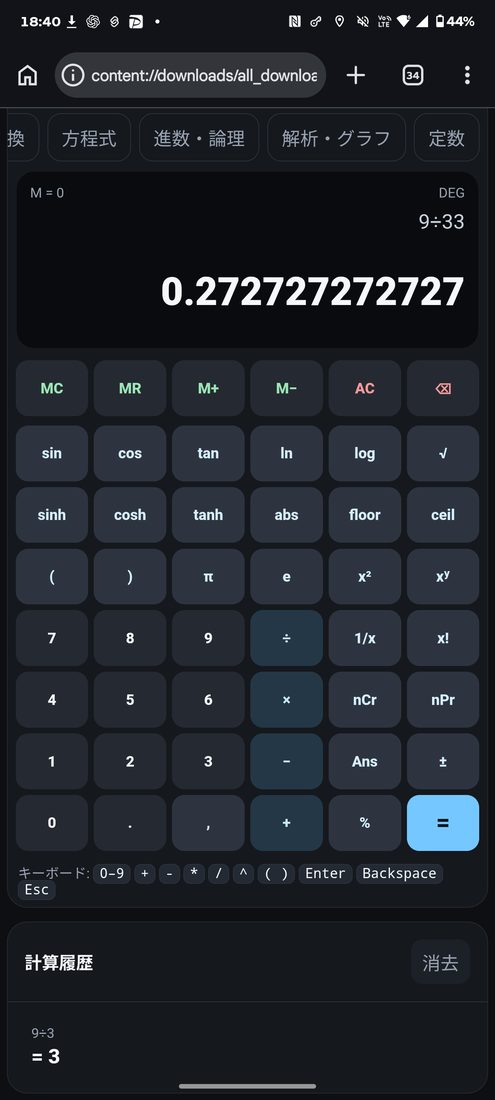 18:40 44%
content://downloads/all_downloa
34
換 方程式 進数・論理 解析・グラフ 定数
M = 0 DEG
9÷33
0.272727272727
MC MR M+ M− AC ⌫
sin cos tan ln log √
sinh cosh tanh abs floor ceil
( ) π e x² xʸ
7 8 9 ÷ 1/x x!
4 5 6 × nCr nPr
1 2 3 − Ans ±
0 . , + % =
キーボード: 0–9 + - * / ^ ( ) Enter Backspace
Esc
計算履歴 消去
9÷3
= 3